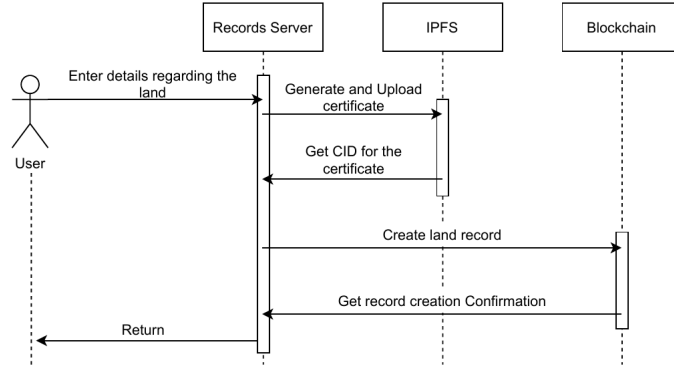 Records Server
IPFS
Blockchain
Enter details regarding the
land
Generate and Upload
certificate
User
Get CID for the
certificate
Create land record
Get record creation Confirmation
Return